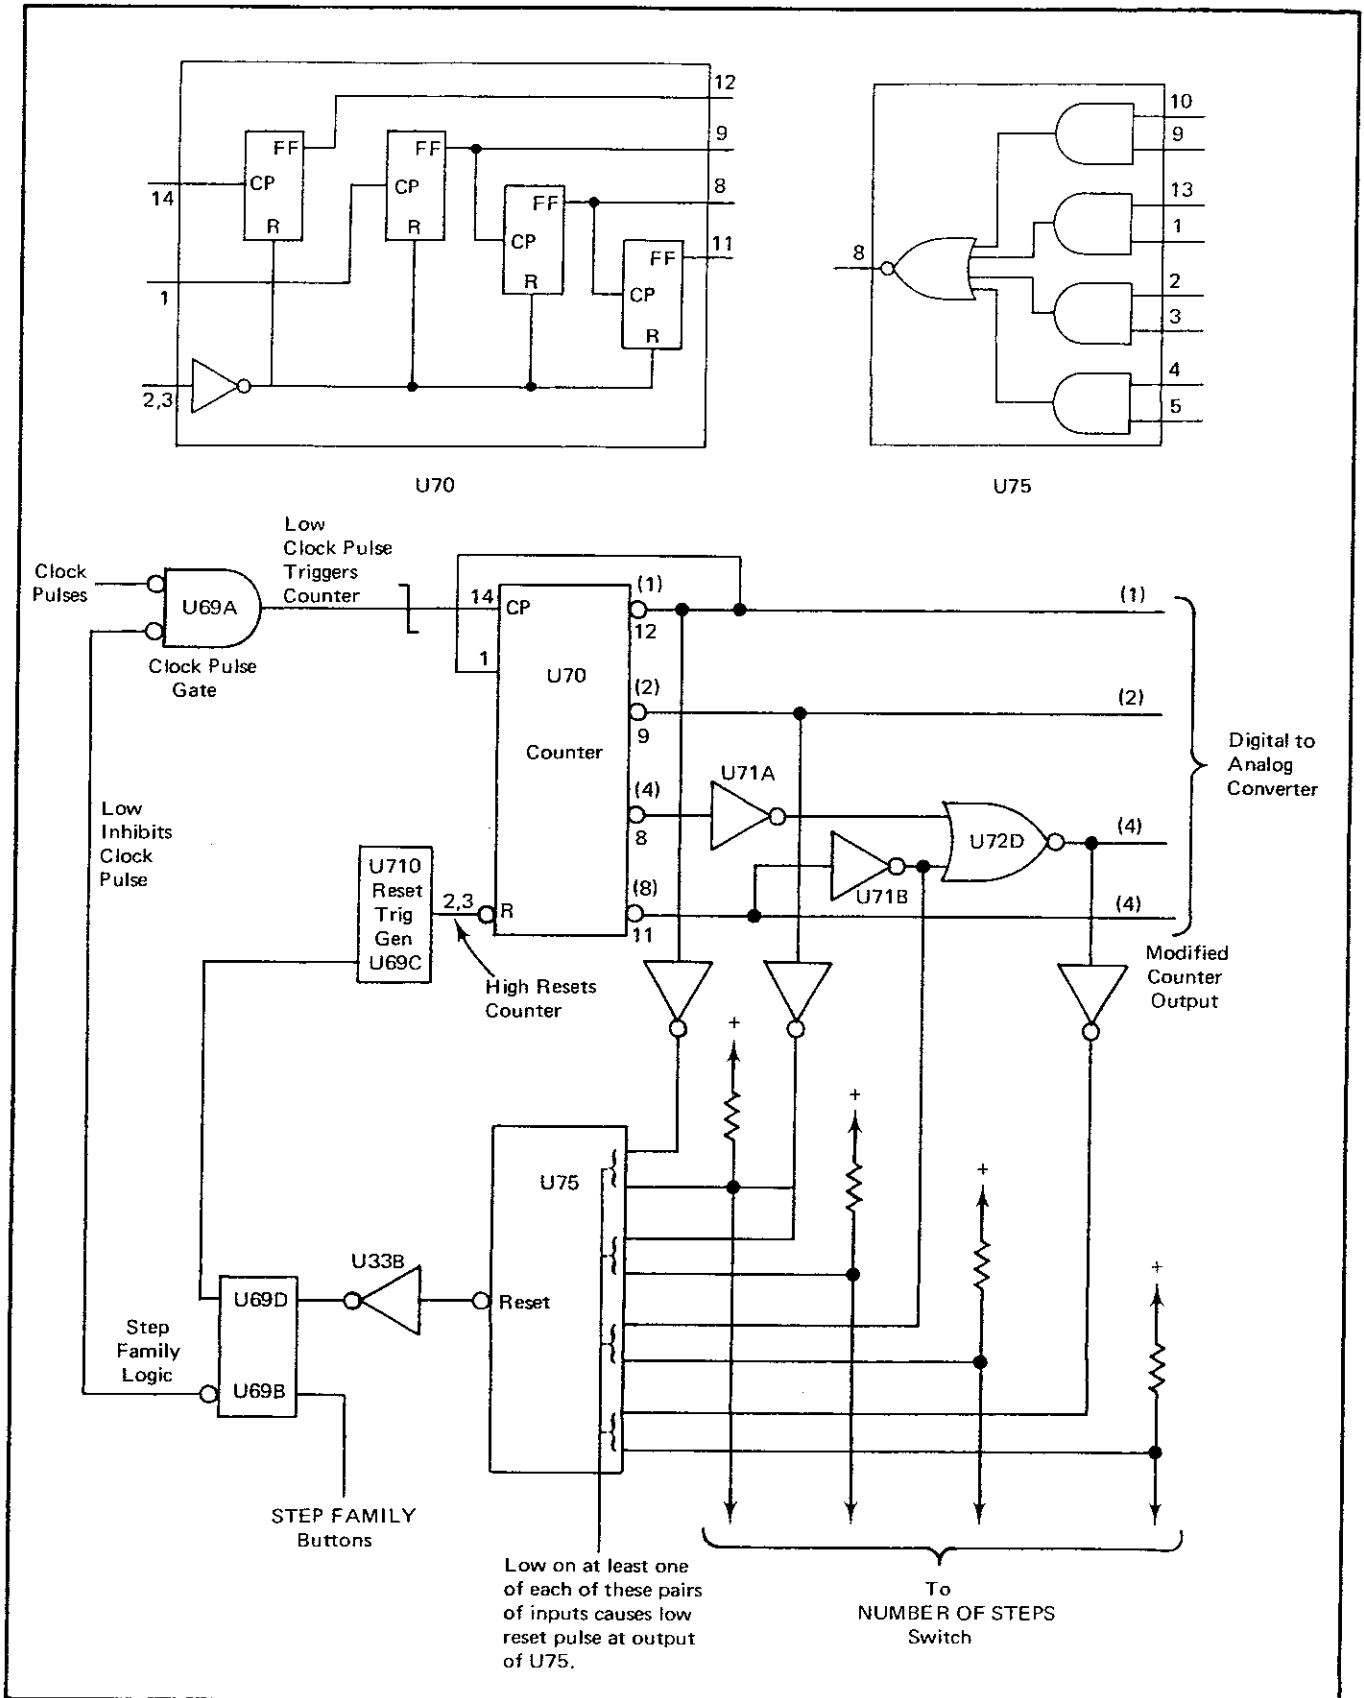 12
FF
FF
9
CP
CP
14
FF
8
R
R
CP
FF
11
1
R
CP
R
2,3
U70
10
9
13
1
8
2
3
4
5
U75
Low
Clock Pulse
Triggers
Counter
Clock
Pulses
U69A
Clock Pulse
Gate
14
CP
1
U70
Counter
(1)
12
(2)
9
(4)
8
(8)
11
R
U71A
U71B
U72D
(1)
(2)
(4)
(4)
Digital to
Analog
Converter
Modified
Counter
Output
Low
Inhibits
Clock
Pulse
U710
Reset
Trig
Gen
U69C
2,3
High Resets
Counter
+
+
+
+
U75
Reset
U33B
U69D
U69B
Step
Family
Logic
STEP FAMILY
Buttons
Low on at least one
of each of these pairs
of inputs causes low
reset pulse at output
of U75.
To
NUMBER OF STEPS
Switch